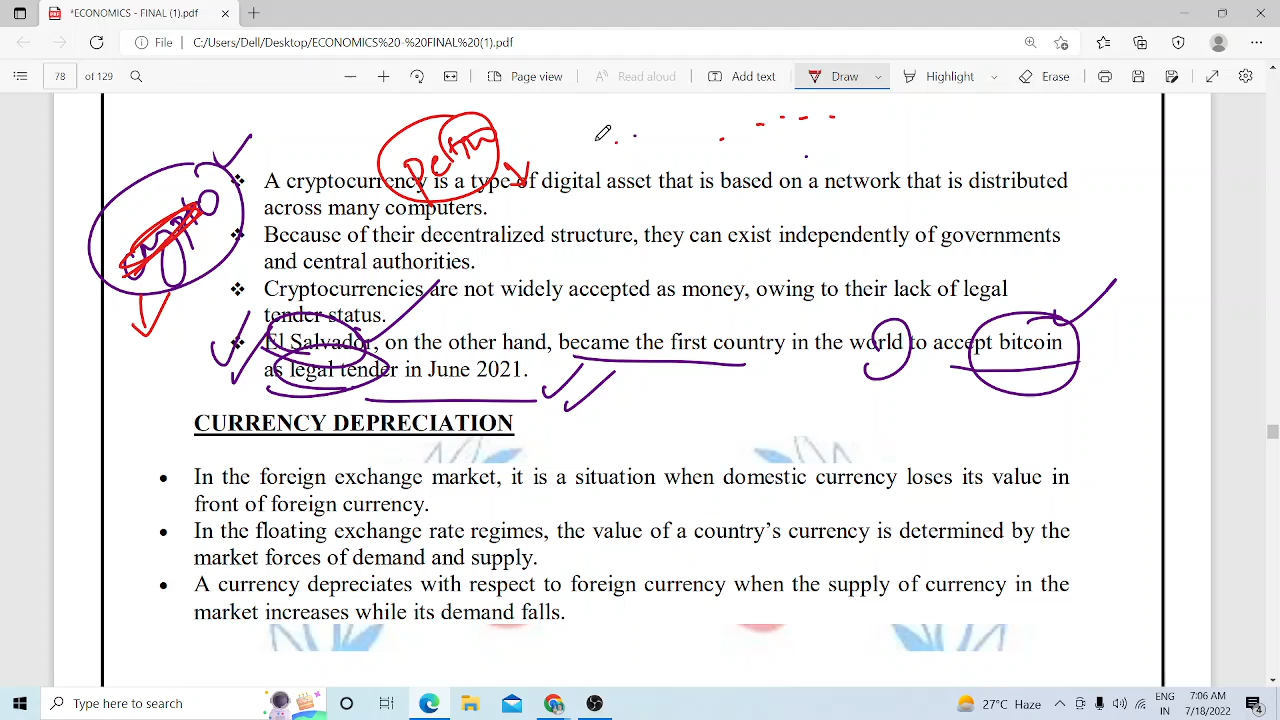 *ECONOMICS - FINAL (1).pdf
File C:/Users/Dell/Desktop/ECONOMICS%20-%20FINAL%20(1).pdf
78 of 129 Page view Read aloud Add text Draw Highlight Erase
❖ A cryptocurrency is a type of digital asset that is based on a network that is distributed
across many computers.
❖ Because of their decentralized structure, they can exist independently of governments
and central authorities.
❖ Cryptocurrencies are not widely accepted as money, owing to their lack of legal
tender status.
❖ El Salvador, on the other hand, became the first country in the world to accept bitcoin
as legal tender in June 2021.
CURRENCY DEPRECIATION
• In the foreign exchange market, it is a situation when domestic currency loses its value in
front of foreign currency.
• In the floating exchange rate regimes, the value of a country's currency is determined by the
market forces of demand and supply.
• A currency depreciates with respect to foreign currency when the supply of currency in the
market increases while its demand falls.
Type here to search
27°C Haze
ENG
IN
7:06 AM
7/18/2022
4